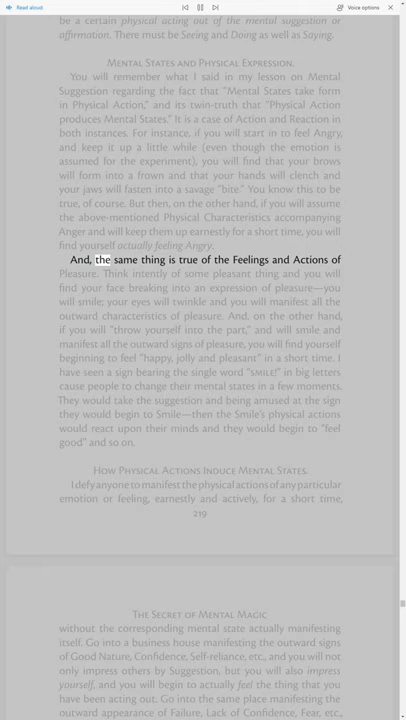 Read aloud
Voice options
be a certain physical acting out of the mental suggestion or
affirmation. There must be Seeing and Doing as well as Saying.
Mental States and Physical Expression.
You will remember what I said in my lesson on Mental
Suggestion regarding the fact that “Mental States take form
in Physical Action,” and its twin-truth that “Physical Action
produces Mental States.” It is a case of Action and Reaction in
both instances. For instance, if you will start in to feel Angry,
and keep it up a little while (even though the emotion is
assumed for the experiment), you will find that your brows
will form into a frown and that your hands will clench and
your jaws will fasten into a savage “bite.” You know this to be
true, of course. But then, on the other hand, if you will assume
the above-mentioned Physical Characteristics accompanying
Anger and will keep them up earnestly for a short time, you will
find yourself actually feeling Angry.
And, the same thing is true of the Feelings and Actions of
Pleasure. Think intently of some pleasant thing and you will
find your face breaking into an expression of pleasure—you
will smile; your eyes will twinkle and you will manifest all the
outward characteristics of pleasure. And, on the other hand,
if you will “throw yourself into the part,” and will smile and
manifest all the outward signs of pleasure, you will find yourself
beginning to feel “happy, jolly and pleasant” in a short time. I
have seen a sign bearing the single word “SMILE!” in big letters
cause people to change their mental states in a few moments.
They would take the suggestion and being amused at the sign
they would begin to Smile—then the Smile’s physical actions
would react upon their minds and they would begin to “feel
good” and so on.
How Physical Actions Induce Mental States.
I defy anyone to manifest the physical actions of any particular
emotion or feeling, earnestly and actively, for a short time,
219
The Secret of Mental Magic
without the corresponding mental state actually manifesting
itself. Go into a business house manifesting the outward signs
of Good Nature, Confidence, Self-reliance, etc., and you will not
only impress others by Suggestion, but you will also impress
yourself, and you will begin to actually feel the thing that you
have been acting out. Go into the same place manifesting the
outward appearance of Failure, Lack of Confidence, Fear, etc.,